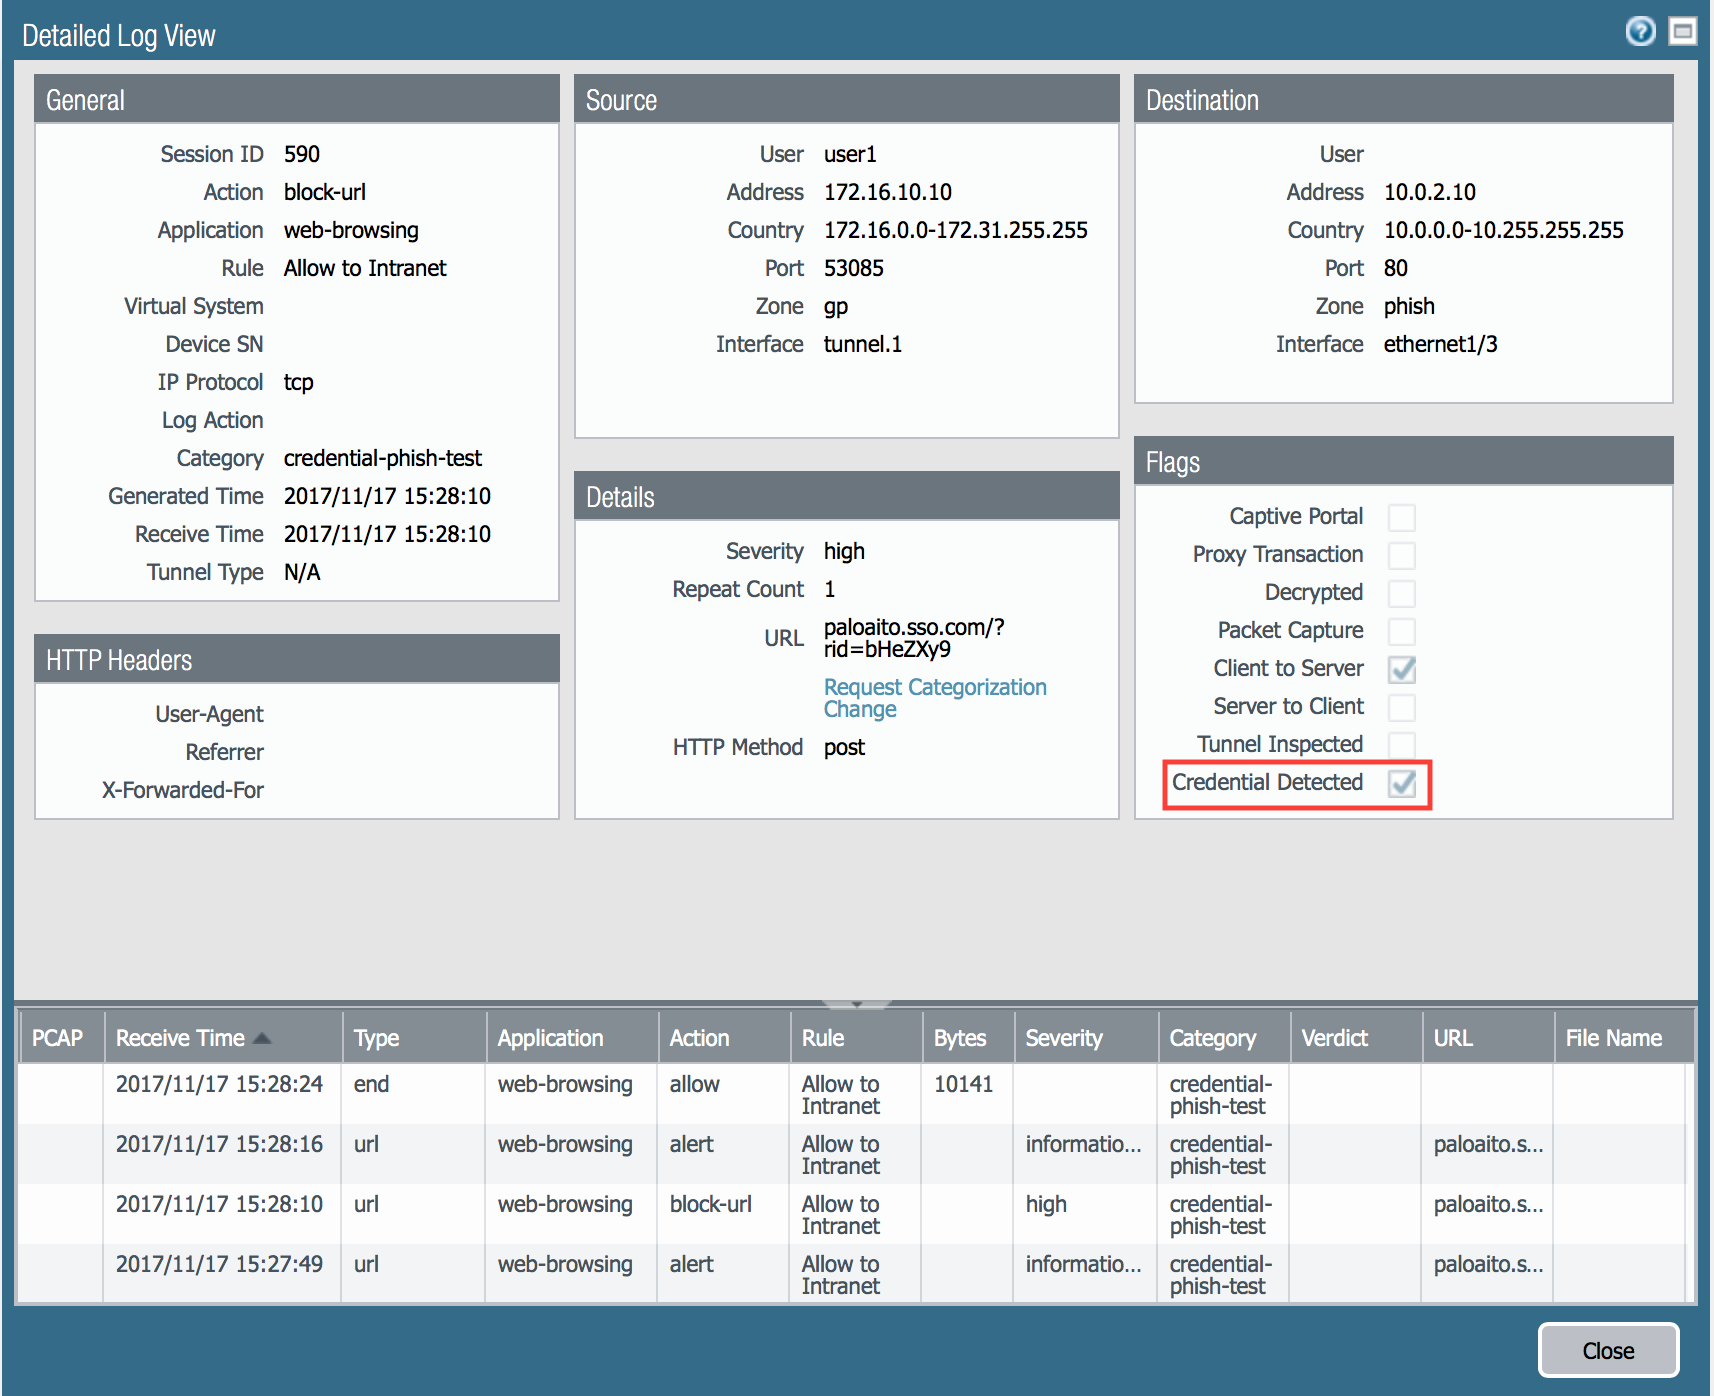 Detailed Log View
General
Session ID 590
Action block-url
Application web-browsing
Rule Allow to Intranet
Virtual System
Device SN
IP Protocol tcp
Log Action
Category credential-phish-test
Generated Time 2017/11/17 15:28:10
Receive Time 2017/11/17 15:28:10
Tunnel Type N/A
HTTP Headers
User-Agent
Referrer
X-Forwarded-For
Source
User user1
Address 172.16.10.10
Country 172.16.0.0-172.31.255.255
Port 53085
Zone gp
Interface tunnel.1
Details
Severity high
Repeat Count 1
URL paloaito.sso.com/?
rid=bHeZXy9
Request Categorization
Change
HTTP Method post
Destination
User
Address 10.0.2.10
Country 10.0.0.0-10.255.255.255
Port 80
Zone phish
Interface ethernet1/3
Flags
Captive Portal
Proxy Transaction
Decrypted
Packet Capture
Client to Server
Server to Client
Tunnel Inspected
Credential Detected
PCAP Receive Time Type Application Action Rule Bytes Severity Category Verdict URL File Name
2017/11/17 15:28:24 end web-browsing allow Allow to 10141 credential-
Intranet phish-test
2017/11/17 15:28:16 url web-browsing alert Allow to informatio... credential- paloaito.s...
Intranet phish-test
2017/11/17 15:28:10 url web-browsing block-url Allow to high credential- paloaito.s...
Intranet phish-test
2017/11/17 15:27:49 url web-browsing alert Allow to informatio... credential- paloaito.s...
Intranet phish-test
Close